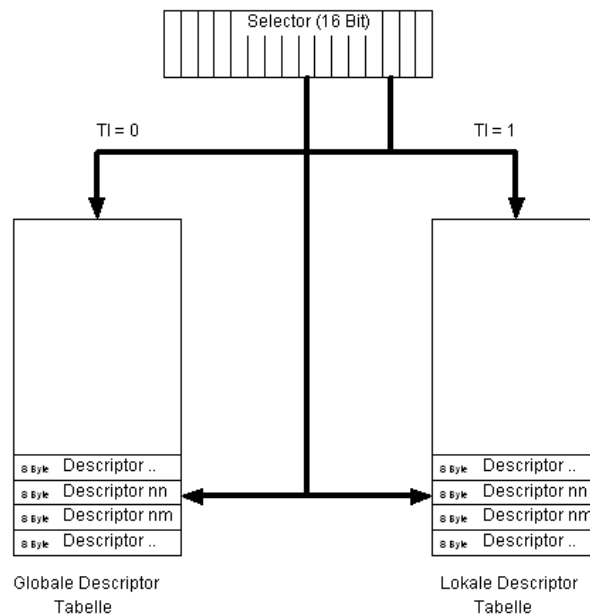 Selector (16 Bit)
TI = 0
TI = 1
8 Byte Descriptor ..
8 Byte Descriptor nn
8 Byte Descriptor nm
8 Byte Descriptor ..
8 Byte Descriptor ..
8 Byte Descriptor nn
8 Byte Descriptor nm
8 Byte Descriptor ..
Globale Descriptor
Tabelle
Lokale Descriptor
Tabelle